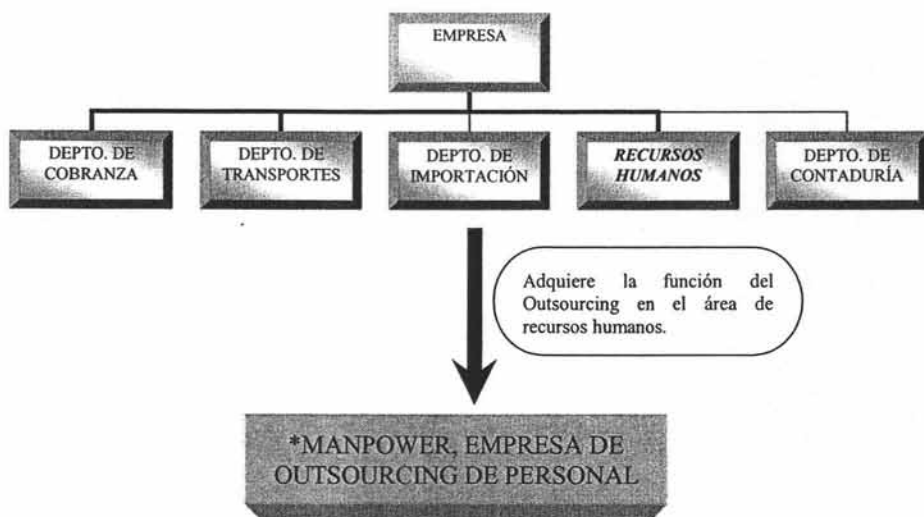 EMPRESA
DEPTO. DE
COBRANZA
DEPTO. DE
TRANSPORTES
DEPTO. DE
IMPORTACIÓN
RECURSOS
HUMANOS
DEPTO. DE
CONTADURÍA
Adquiere la función del
Outsourcing en el área de
recursos humanos.
*MANPOWER, EMPRESA DE
OUTSOURCING DE PERSONAL